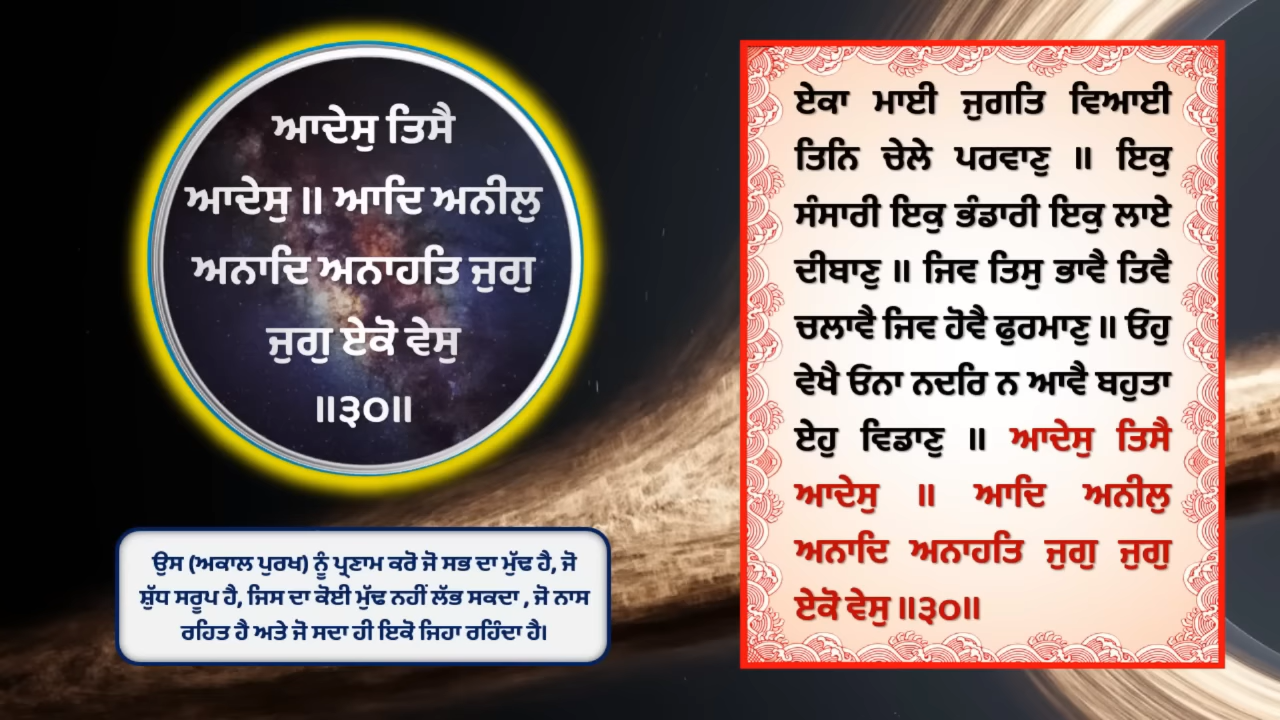 ਆਦੇਸੁ ਤਿਸੈ
ਆਦੇਸੁ ॥ ਆਦਿ ਅਨੀਲੁ
ਅਨਾਦਿ ਅਨਾਹਤਿ ਜੁਗੁ
ਜੁਗੁ ਏਕੋ ਵੇਸੁ
॥੩੦॥
ਉਸ (ਅਕਾਲ ਪੁਰਖ) ਨੂੰ ਪ੍ਰਣਾਮ ਕਰੋ ਜੋ ਸਭ ਦਾ ਮੁੱਢ ਹੈ, ਜੋ
ਸ਼ੁੱਧ ਸਰੂਪ ਹੈ, ਜਿਸ ਦਾ ਕੋਈ ਮੁੱਢ ਨਹੀਂ ਲੱਭ ਸਕਦਾ , ਜੋ ਨਾਸ
ਰਹਿਤ ਹੈ ਅਤੇ ਜੋ ਸਦਾ ਹੀ ਇਕੋ ਜਿਹਾ ਰਹਿੰਦਾ ਹੈ।
ਏਕਾ ਮਾਈ ਜੁਗਤਿ ਵਿਆਈ
ਤਿਨਿ ਚੇਲੇ ਪਰਵਾਣੁ ॥ ਇਕੁ
ਸੰਸਾਰੀ ਇਕੁ ਭੰਡਾਰੀ ਇਕੁ ਲਾਏ
ਦੀਬਾਣੁ ॥ ਜਿਵ ਤਿਸੁ ਭਾਵੈ ਤਿਵੈ
ਚਲਾਵੈ ਜਿਵ ਹੋਵੈ ਫੁਰਮਾਣੁ ॥ ਓਹੁ
ਵੇਖੈ ਓਨਾ ਨਦਰਿ ਨ ਆਵੈ ਬਹੁਤਾ
ਏਹੁ ਵਿਡਾਣੁ ॥ ਆਦੇਸੁ ਤਿਸੈ
ਆਦੇਸੁ ॥ ਆਦਿ ਅਨੀਲੁ
ਅਨਾਦਿ ਅਨਾਹਤਿ ਜੁਗੁ ਜੁਗੁ
ਏਕੋ ਵੇਸੁ ॥੩੦॥